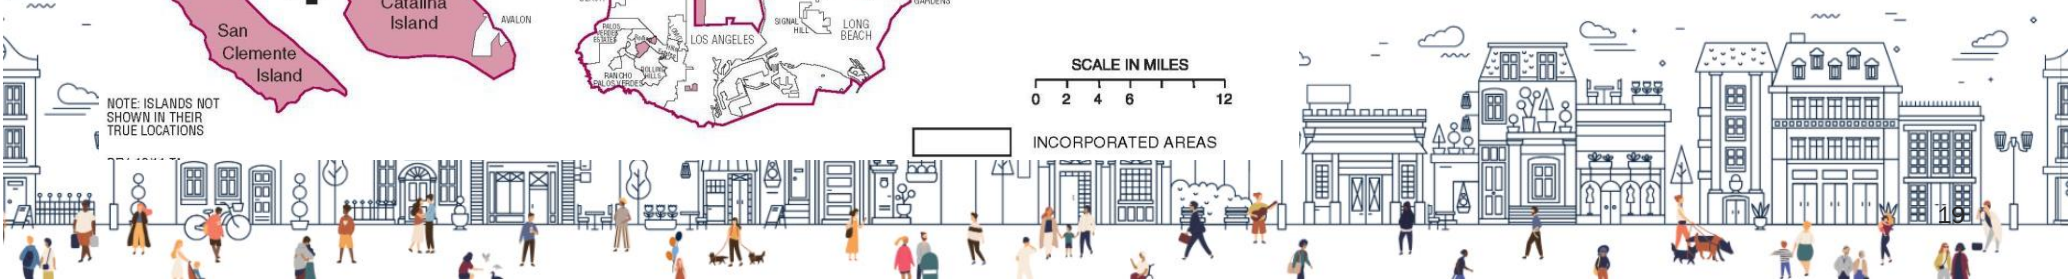 Catalina
Island
AVALON
San
Clemente
Island
NOTE: ISLANDS NOT
SHOWN IN THEIR
TRUE LOCATIONS
GARDENS
SIGNAL
HILL
LONG
BEACH
PALOS
VERDES
ESTATES
LOS ANGELES
ROLLING
HILLS
RANCHO
PALOS VERDES
SCALE IN MILES
0 2 4 6 12
INCORPORATED AREAS
19